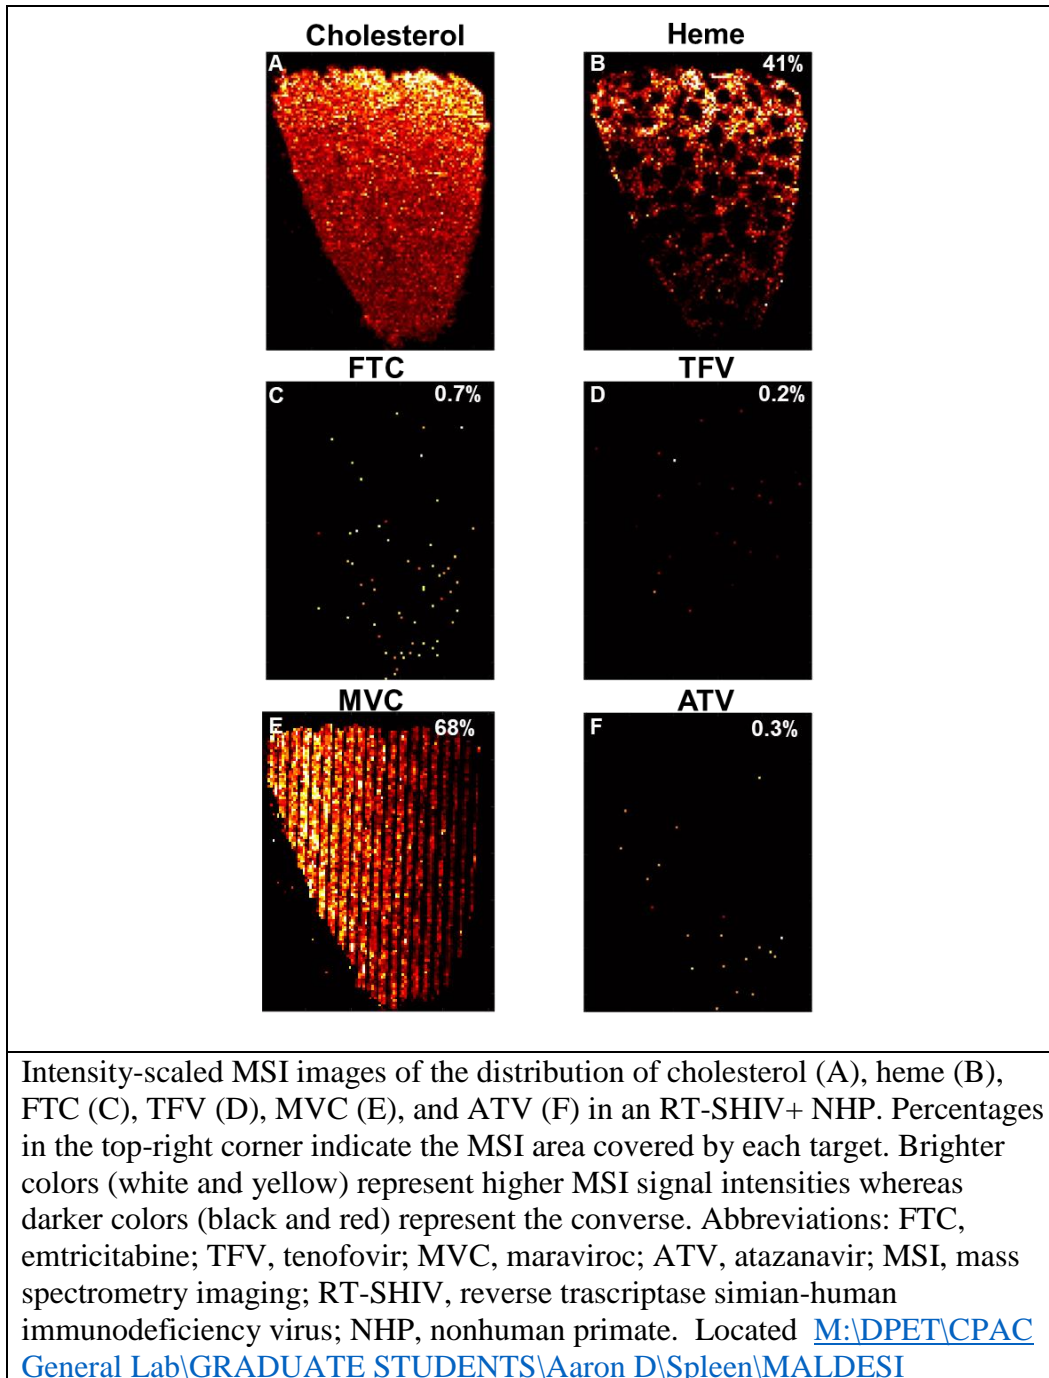 Cholesterol
Heme
A
B
41%
FTC
TFV
C
0.7%
D
0.2%
MVC
ATV
E
68%
F
0.3%
Intensity-scaled MSI images of the distribution of cholesterol (A), heme (B),
FTC (C), TFV (D), MVC (E), and ATV (F) in an RT-SHIV+ NHP. Percentages
in the top-right corner indicate the MSI area covered by each target. Brighter
colors (white and yellow) represent higher MSI signal intensities whereas
darker colors (black and red) represent the converse. Abbreviations: FTC,
emtricitabine; TFV, tenofovir; MVC, maraviroc; ATV, atazanavir; MSI, mass
spectrometry imaging; RT-SHIV, reverse trascriptase simian-human
immunodeficiency virus; NHP, nonhuman primate. Located M:\DPET\CPAC
General Lab\GRADUATE STUDENTS\Aaron D\Spleen\MALDESI